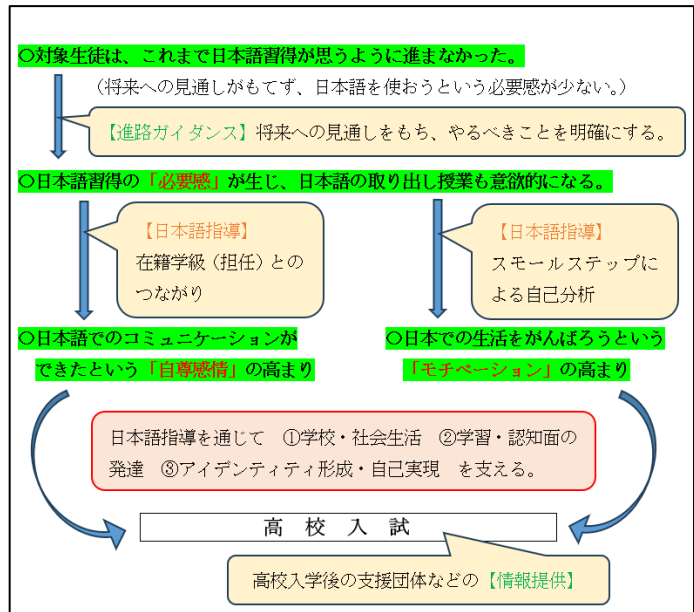 〇対象生徒は、これまで日本語習得が思うように進まなかった。
（将来への見通しがもてず、日本語を使おうという必要感が少ない。）
【進路ガイダンス】将来への見通しをもち、やるべきことを明確にする。
〇日本語習得の「必要感」が生じ、日本語の取り出し授業も意欲的になる。
【日本語指導】
在籍学級（担任）との
つながり
【日本語指導】
スモールステップに
よる自己分析
〇日本語でのコミュニケーションが
できたという「自尊感情」の高まり
〇日本での生活をがんばろうという
「モチベーション」の高まり
日本語指導を通じて　①学校・社会生活　②学習・認知面の
発達　③アイデンティティ形成・自己実現　を支える。
高　校　入　試
高校入学後の支援団体などの【情報提供】